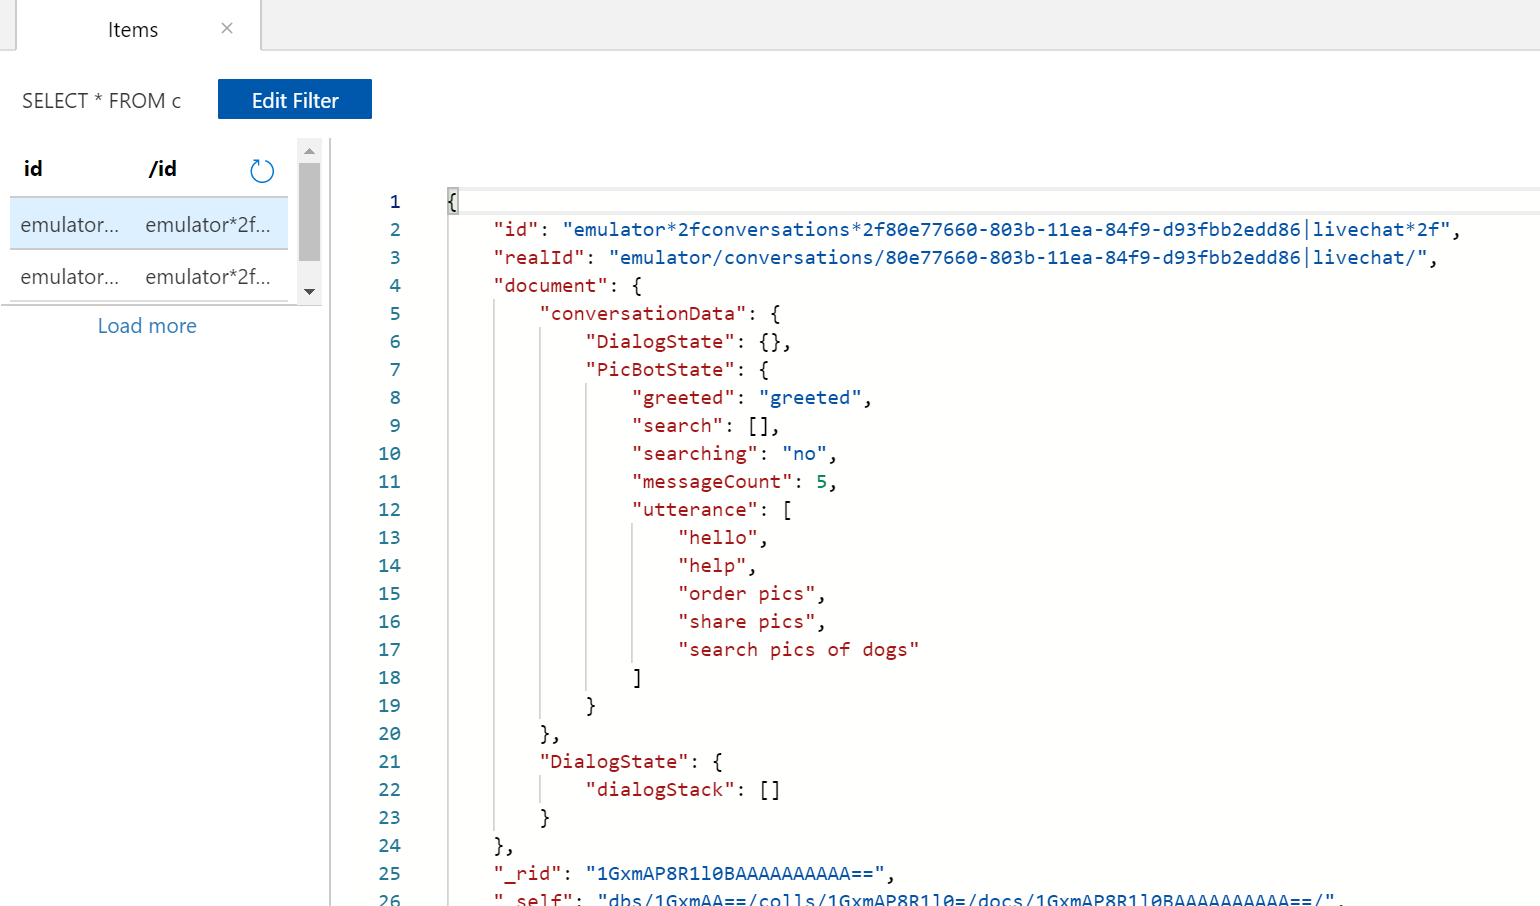 Items ×
SELECT * FROM c Edit Filter
id /id
emulator... emulator*2f...
emulator... emulator*2f...
Load more
1 {
2 "id": "emulator*2fconversations*2f80e77660-803b-11ea-84f9-d93fbb2edd86|livechat*2f",
3 "realId": "emulator/conversations/80e77660-803b-11ea-84f9-d93fbb2edd86|livechat/",
4 "document": {
5 "conversationData": {
6 "DialogState": {},
7 "PicBotState": {
8 "greeted": "greeted",
9 "search": [],
10 "searching": "no",
11 "messageCount": 5,
12 "utterance": [
13 "hello",
14 "help",
15 "order pics",
16 "share pics",
17 "search pics of dogs"
18 ]
19 }
20 },
21 "DialogState": {
22 "dialogStack": []
23 }
24 },
25 "_rid": "1GxmAP8R1l0BAAAAAAAAAA==",
26 "_self": "dbs/1GxmAA==/colls/1GxmAP8R1l0=/docs/1GxmAP8R1l0BAAAAAAAAAA==/",